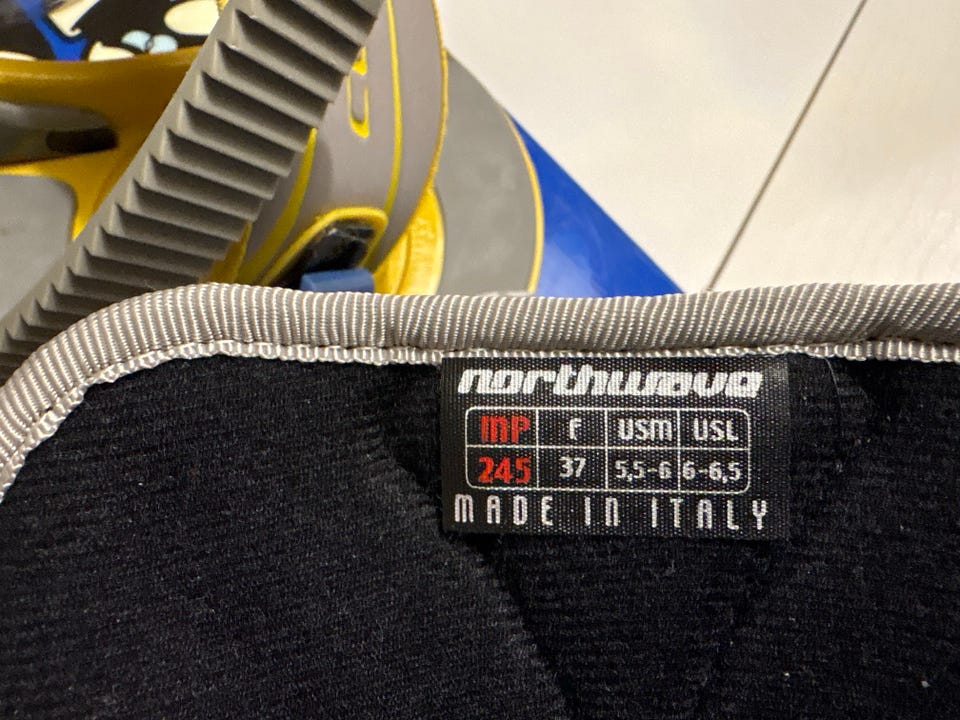 northwave
MP F USM USL
245 37 5,5-6 6-6,5
MADE IN ITALY